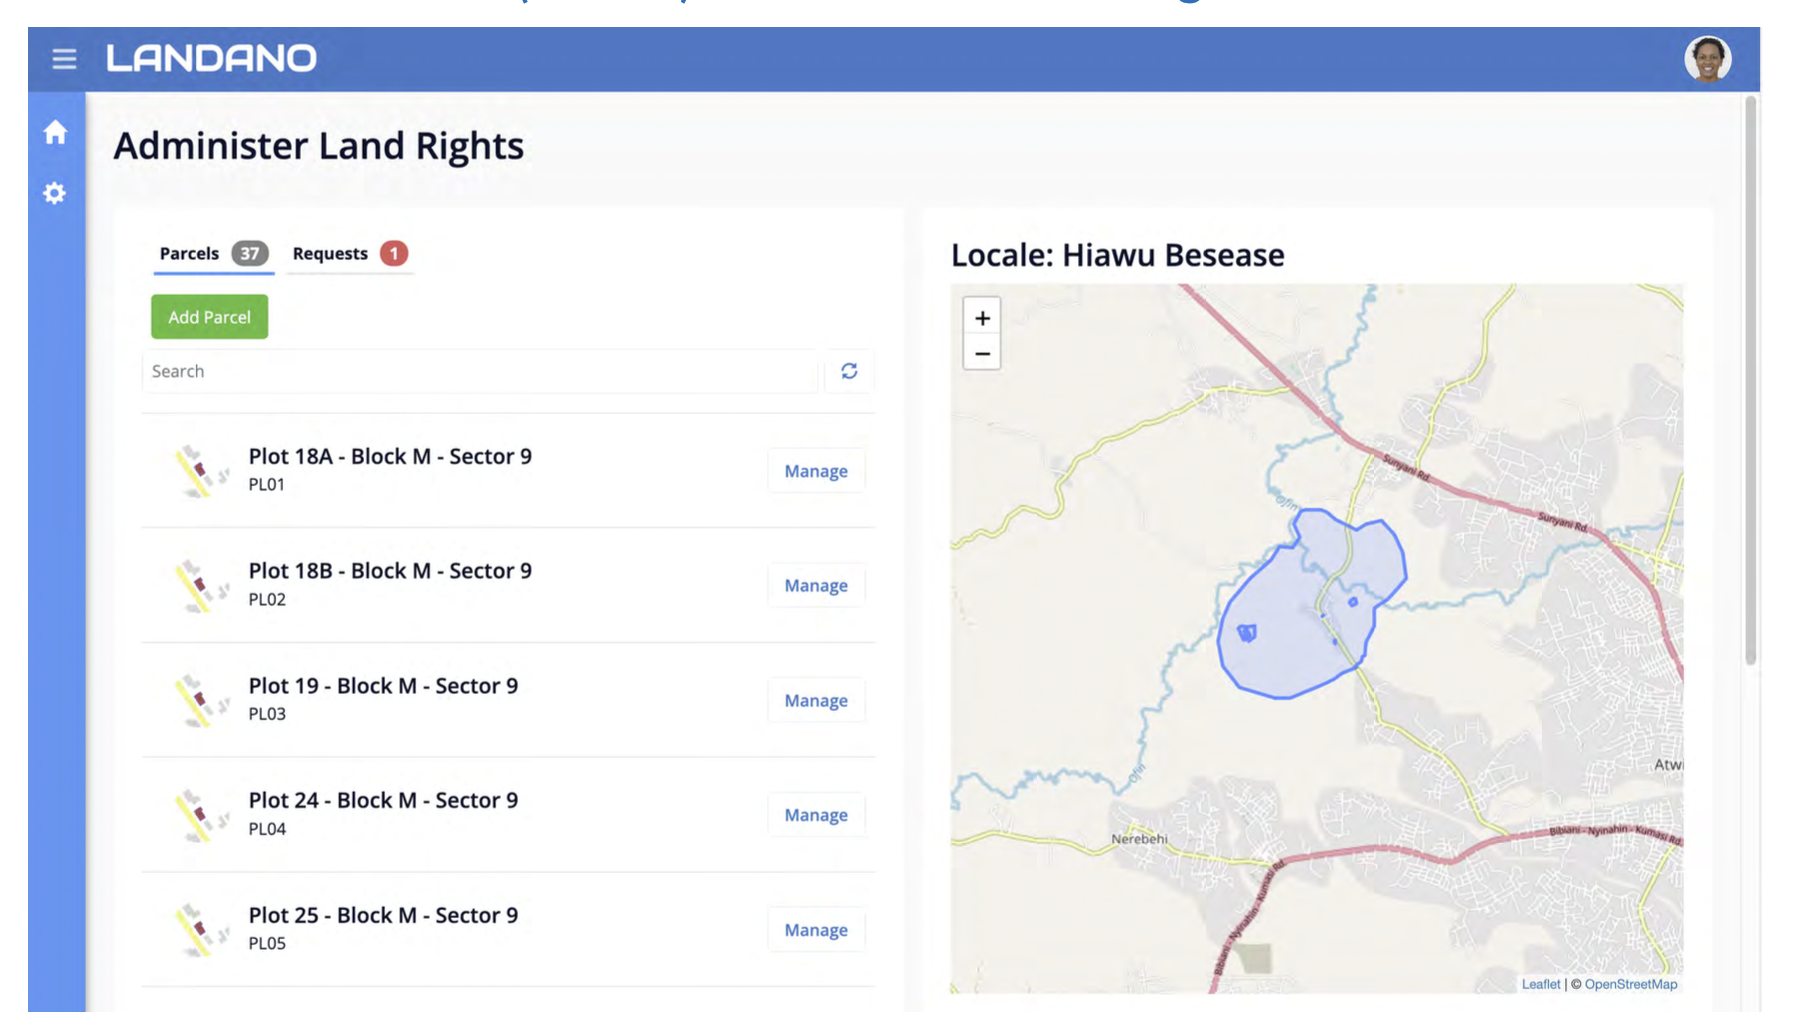 LANDANO
Administer Land Rights
Parcels 37 Requests 1
Add Parcel
Search
Plot 18A - Block M - Sector 9
PL01
Manage
Plot 18B - Block M - Sector 9
PL02
Manage
Plot 19 - Block M - Sector 9
PL03
Manage
Plot 24 - Block M - Sector 9
PL04
Manage
Plot 25 - Block M - Sector 9
PL05
Manage
Locale: Hiawu Besease
+
−
Sunyani Rd.
Sunyani Rd.
Ofin
Ofin
Atwi
Nerebehi
Bibiani - Nyinahin - Kumasi Rd.
Bibiani - Nyinahin - Kumasi Rd.
Leaflet | © OpenStreetMap